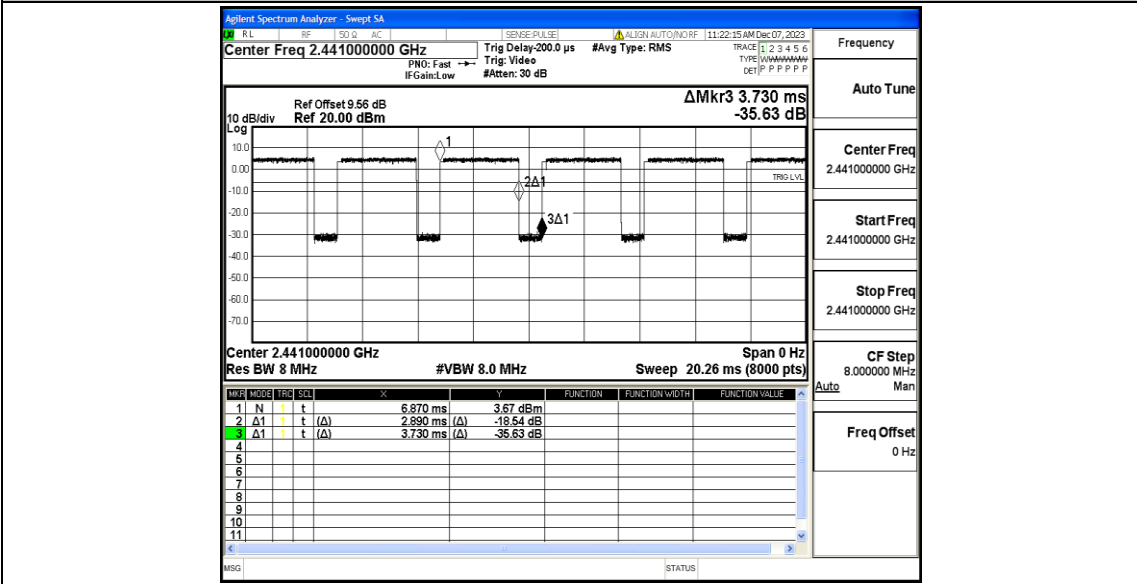 Agilent Spectrum Analyzer - Swept SA
RL RF 50 Ω AC SENSE:PULSE ALIGN AUTO/NO RF 11:22:15 AM Dec 07, 2023
Center Freq 2.441000000 GHz
PNO: Fast
IFGain:Low
Trig Delay-200.0 µs
Trig: Video
#Atten: 30 dB
#Avg Type: RMS
TRACE 1 2 3 4 5 6
TYPE
DET P P P P P P
Frequency
Auto Tune
Center Freq
2.441000000 GHz
Start Freq
2.441000000 GHz
Stop Freq
2.441000000 GHz
CF Step
8.000000 MHz
Auto Man
Freq Offset
0 Hz
ΔMkr3 3.730 ms
-35.63 dB
Ref Offset 9.56 dB
10 dB/div Ref 20.00 dBm
Log
10.0
0.00
-10.0
-20.0
-30.0
-40.0
-50.0
-60.0
-70.0
1
2Δ1
3Δ1
TRIG LVL
Center 2.441000000 GHz Span 0 Hz
Res BW 8 MHz #VBW 8.0 MHz Sweep 20.26 ms (8000 pts)
MKR MODE TRC SCL X Y FUNCTION FUNCTION WIDTH FUNCTION VALUE
1 N t 6.870 ms 3.67 dBm
2 Δ1 t (Δ) 2.890 ms (Δ) -18.54 dB
3 Δ1 t (Δ) 3.730 ms (Δ) -35.63 dB
4
5
6
7
8
9
10
11
MSG STATUS